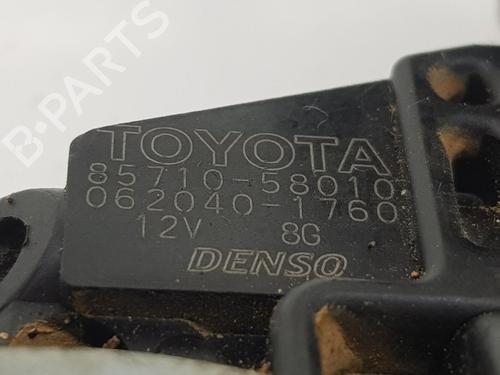 B-PARTS
TOYOTA
85710-58010
062040-1760
12V 8G
DENSO